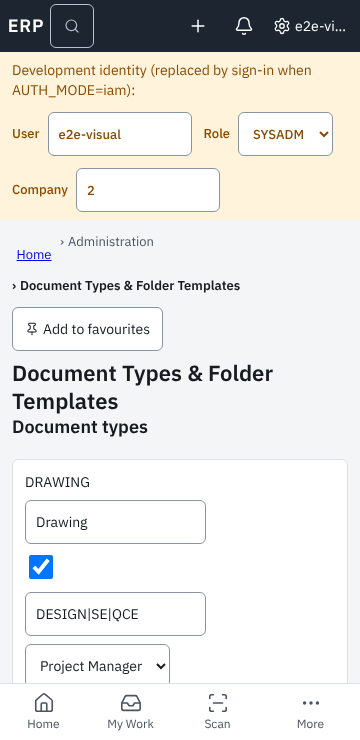 ERP
e2e-vi...
Development identity (replaced by sign-in when
AUTH_MODE=iam):
User e2e-visual Role SYSADM
Company 2
› Administration
Home
› Document Types & Folder Templates
Add to favourites
Document Types & Folder
Templates
Document types
DRAWING
Drawing
DESIGN|SE|QCE
Project Manager
Home My Work Scan More